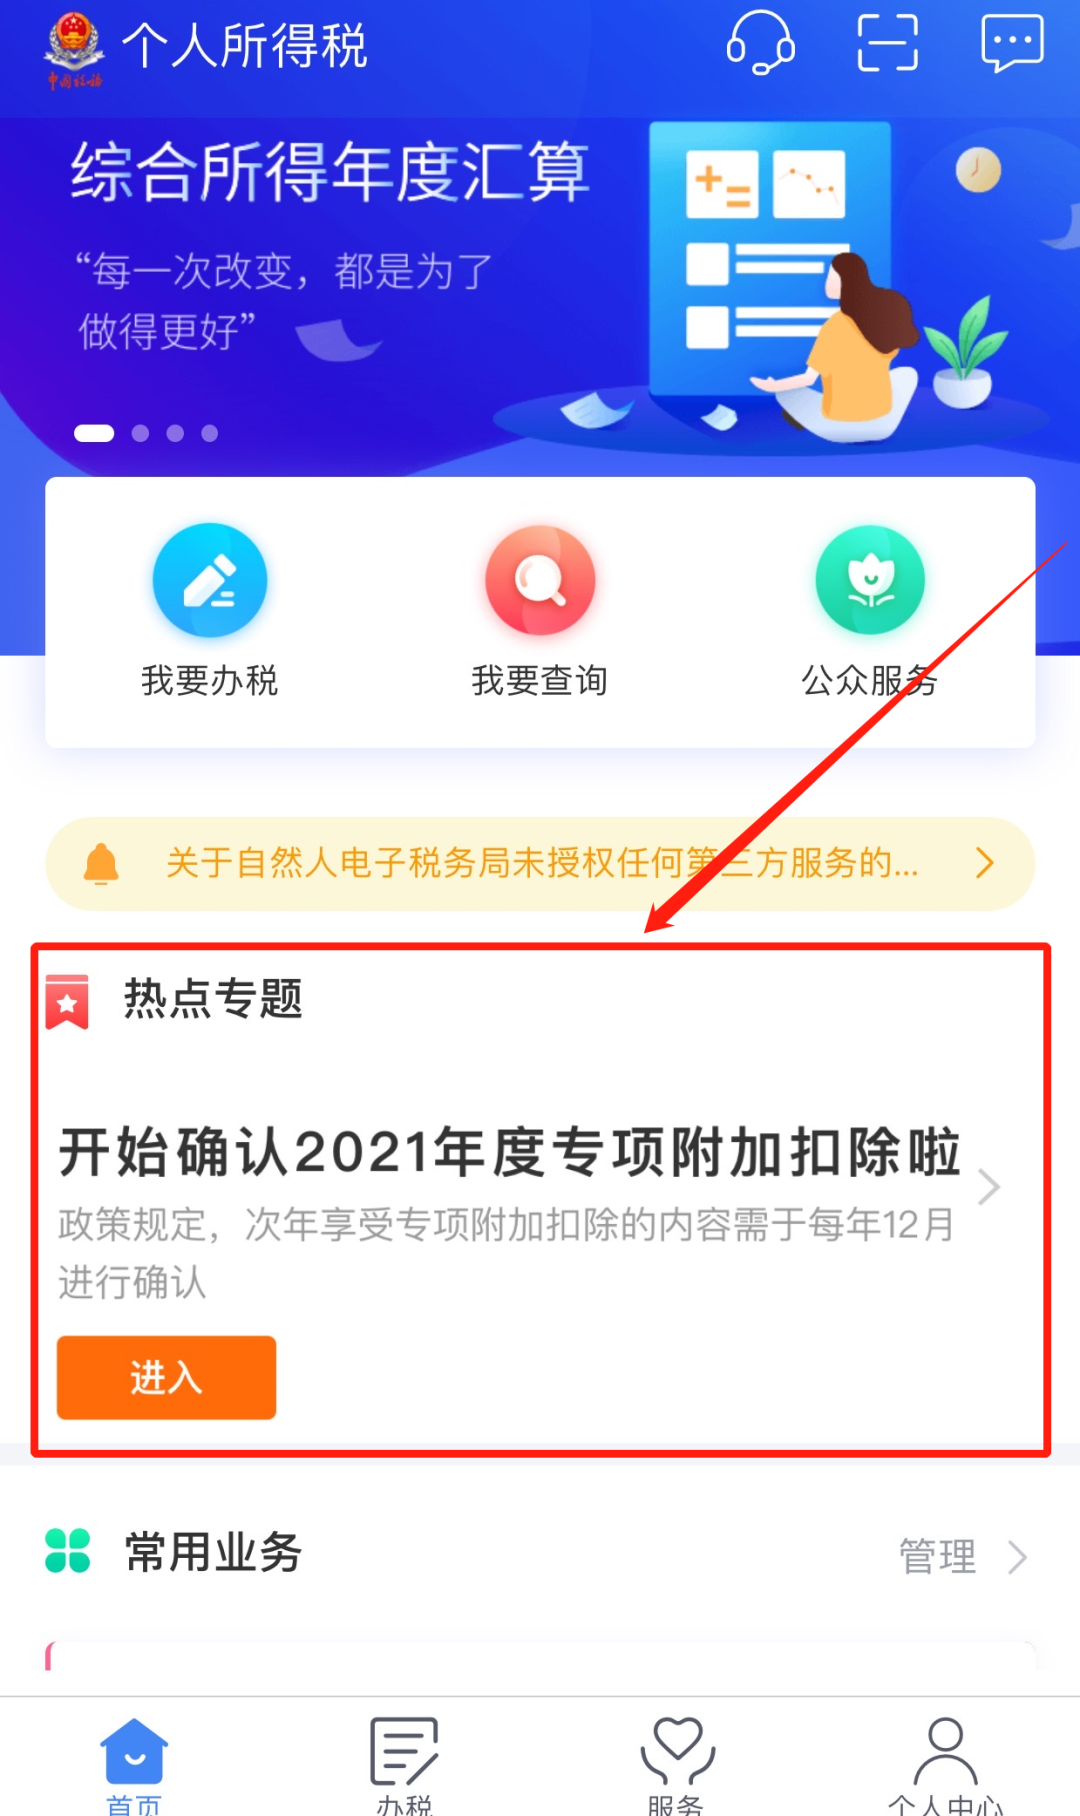 个人所得税
中国税务
综合所得年度汇算
“每一次改变，都是为了
做得更好”
我要办税
我要查询
公众服务
关于自然人电子税务局未授权任何第三方服务的...
热点专题
开始确认2021年度专项附加扣除啦
政策规定，次年享受专项附加扣除的内容需于每年12月
进行确认
进入
常用业务
管理
首页
办税
服务
个人中心